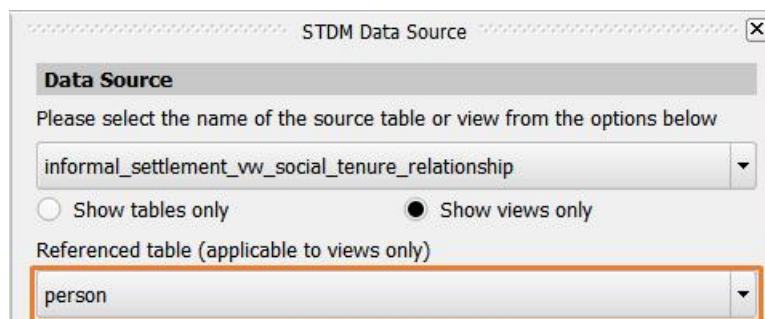 STDM Data Source
Data Source
Please select the name of the source table or view from the options below
informal_settlement_vw_social_tenure_relationship
Show tables only Show views only
Referenced table (applicable to views only)
person